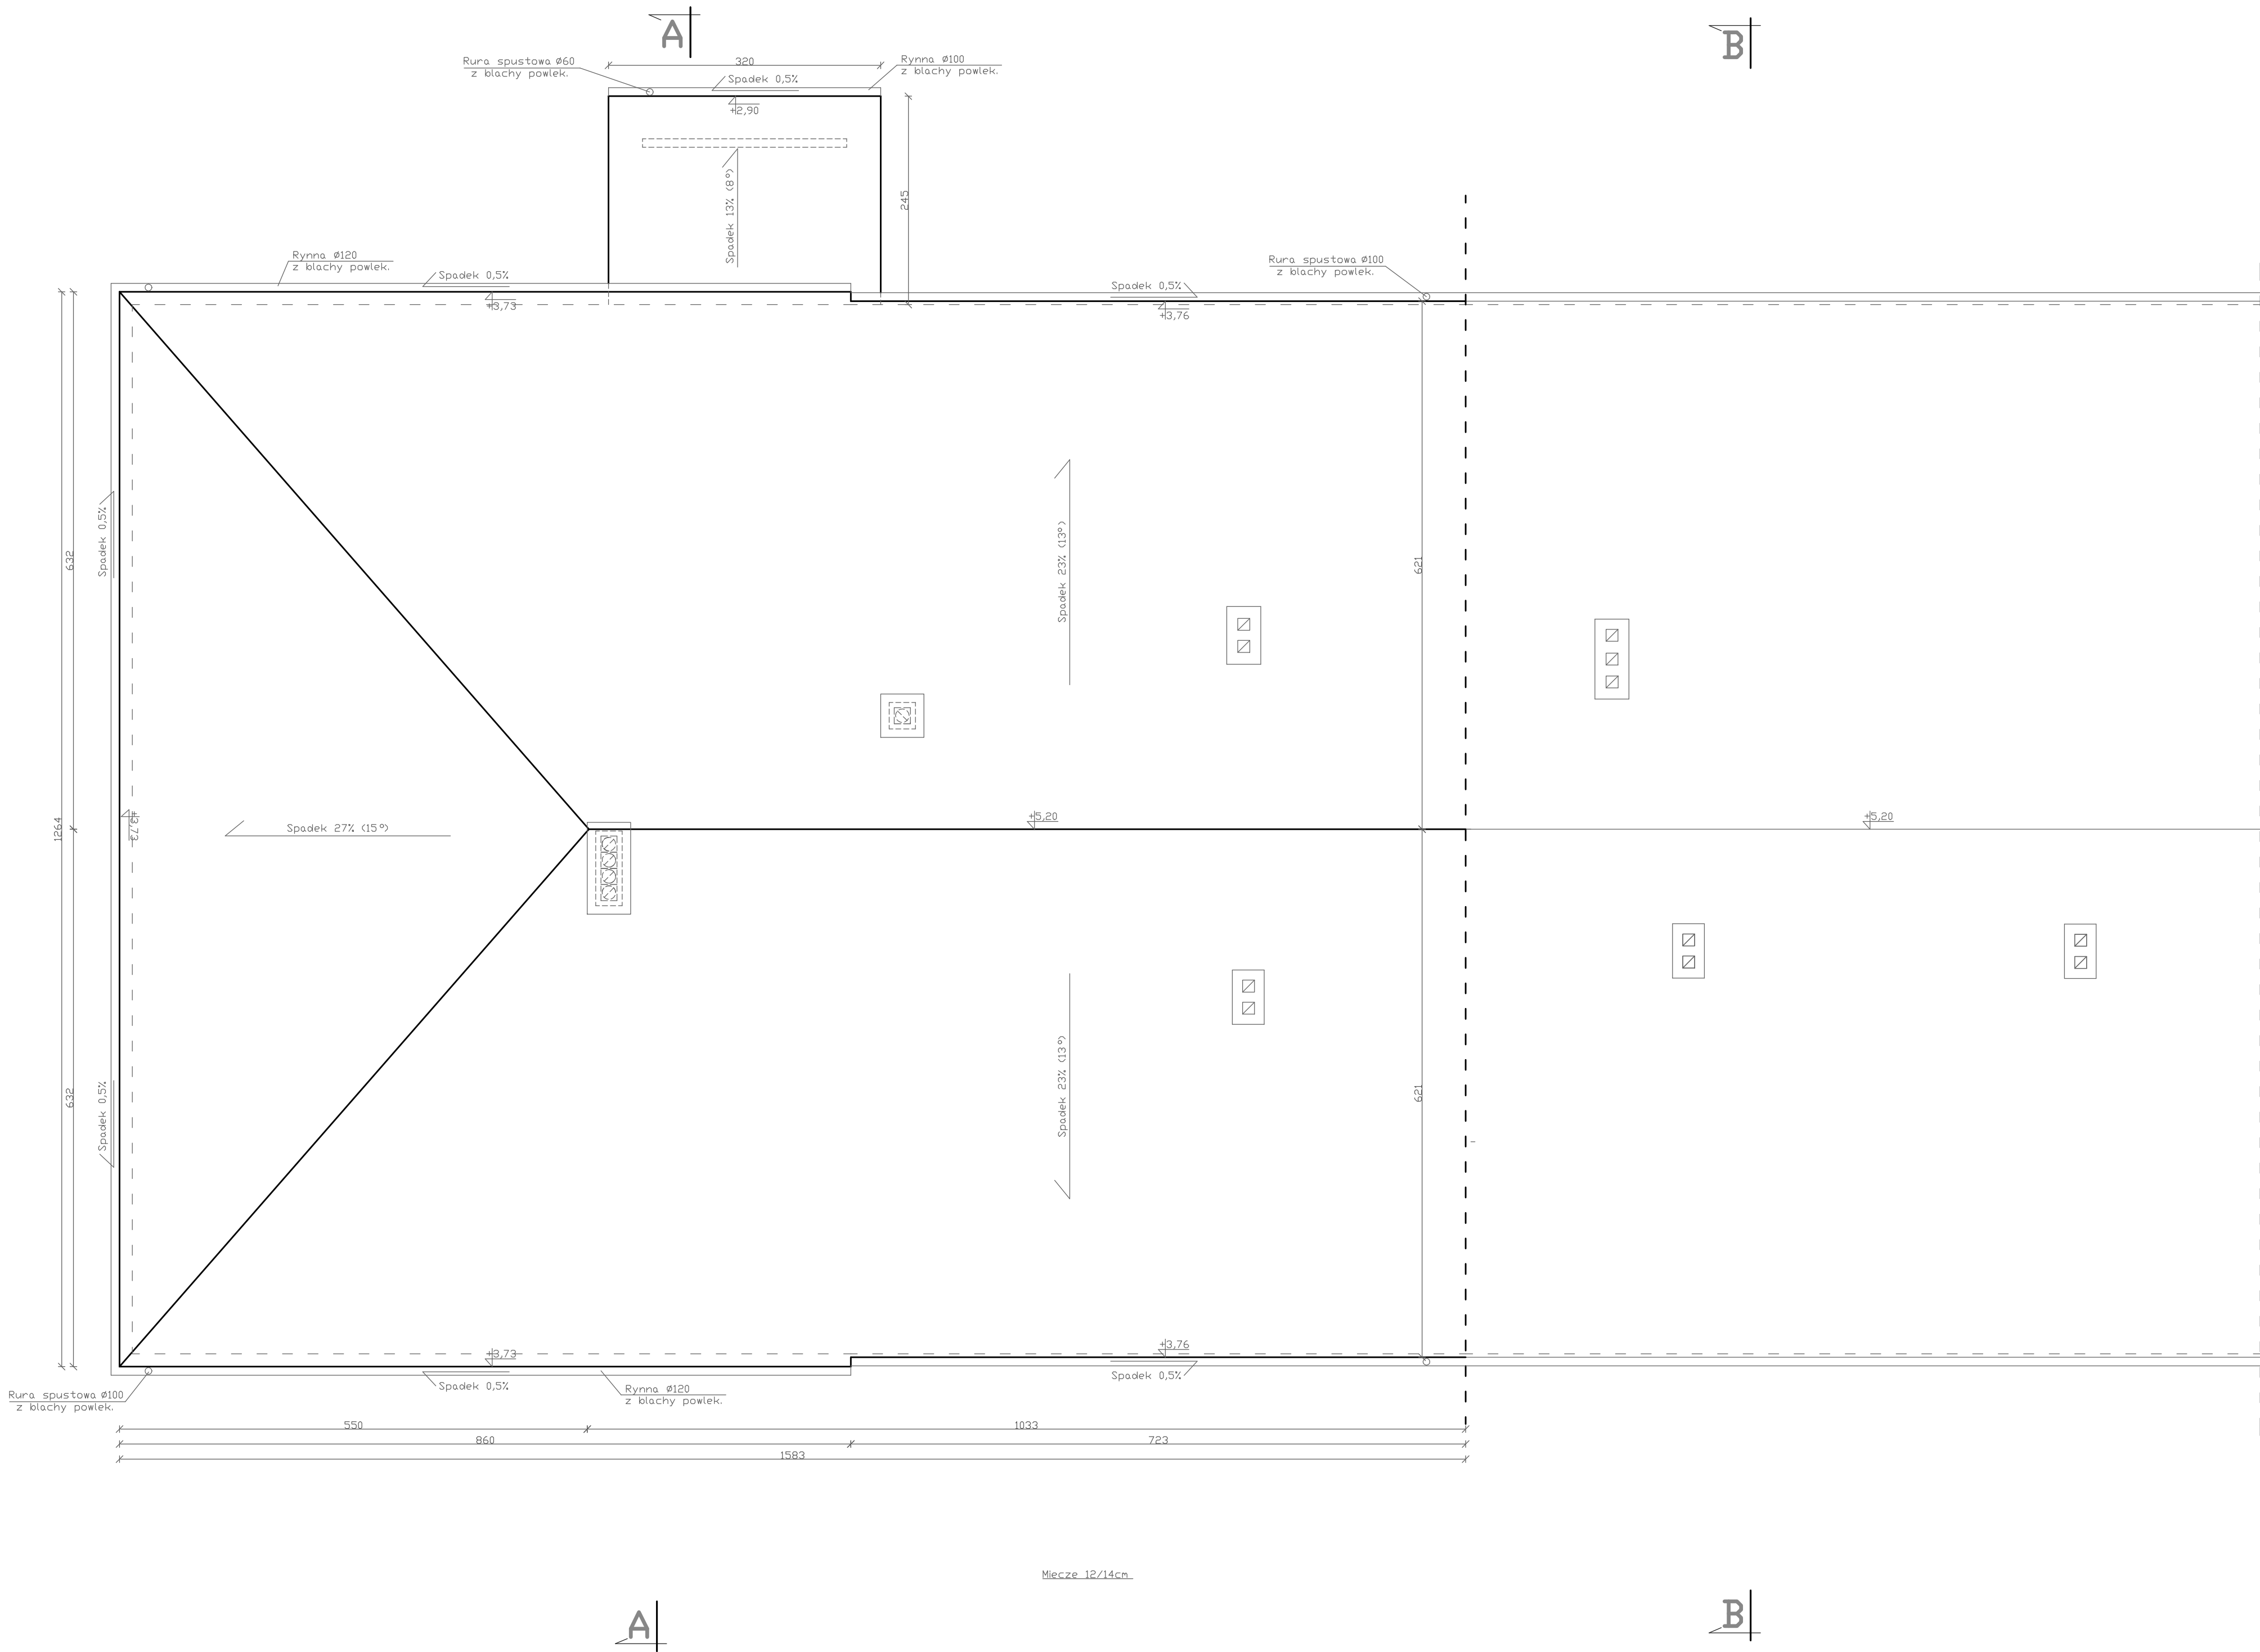 A
B
Rura spustowa Ø60
z blachy powlek.
320
Rynna Ø100
z blachy powlek.
Spadek 0,5%
+2,90
Spadek 13% (8°)
245
Rynna Ø120
z blachy powlek.
Spadek 0,5%
+3,73
Rura spustowa Ø100
z blachy powlek.
Spadek 0,5%
+3,76
Spadek 0,5%
632
Spadek 23% (13°)
621
1264
+3,73
Spadek 27% (15°)
+5,20
+5,20
Spadek 0,5%
632
Spadek 23% (13°)
621
+3,73
+3,76
Spadek 0,5%
Spadek 0,5%
Rynna Ø120
z blachy powlek.
Rura spustowa Ø100
z blachy powlek.
550
1033
860
723
1583
Miecze 12/14cm
A
B